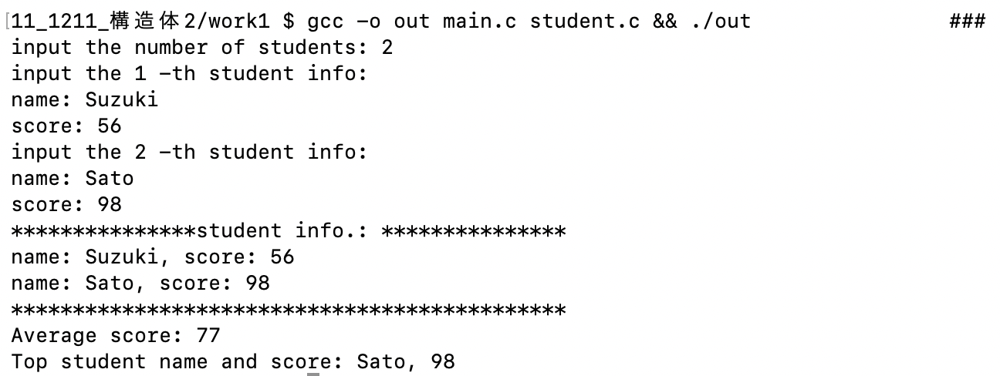 [11_1211_構造体2/work1 $ gcc -o out main.c student.c && ./out ###
input the number of students: 2
input the 1 -th student info:
name: Suzuki
score: 56
input the 2 -th student info:
name: Sato
score: 98
***************student info.: ***************
name: Suzuki, score: 56
name: Sato, score: 98
*********************************************
Average score: 77
Top student name and score: Sato, 98